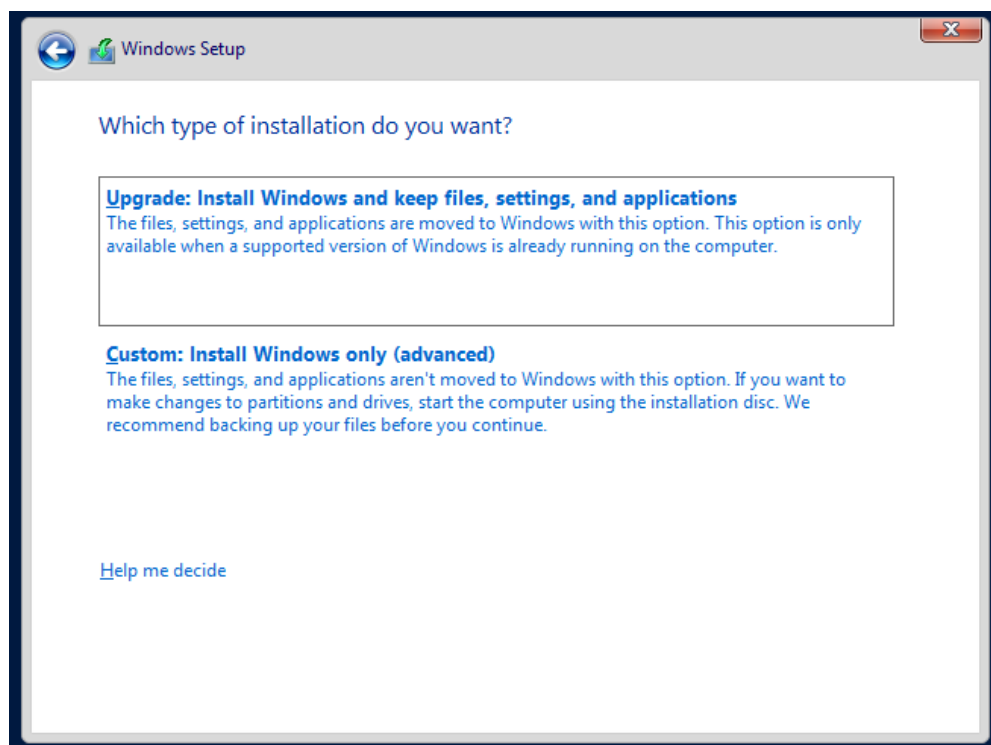 Windows Setup
Which type of installation do you want?
Upgrade: Install Windows and keep files, settings, and applications
The files, settings, and applications are moved to Windows with this option. This option is only
available when a supported version of Windows is already running on the computer.
Custom: Install Windows only (advanced)
The files, settings, and applications aren't moved to Windows with this option. If you want to
make changes to partitions and drives, start the computer using the installation disc. We
recommend backing up your files before you continue.
Help me decide